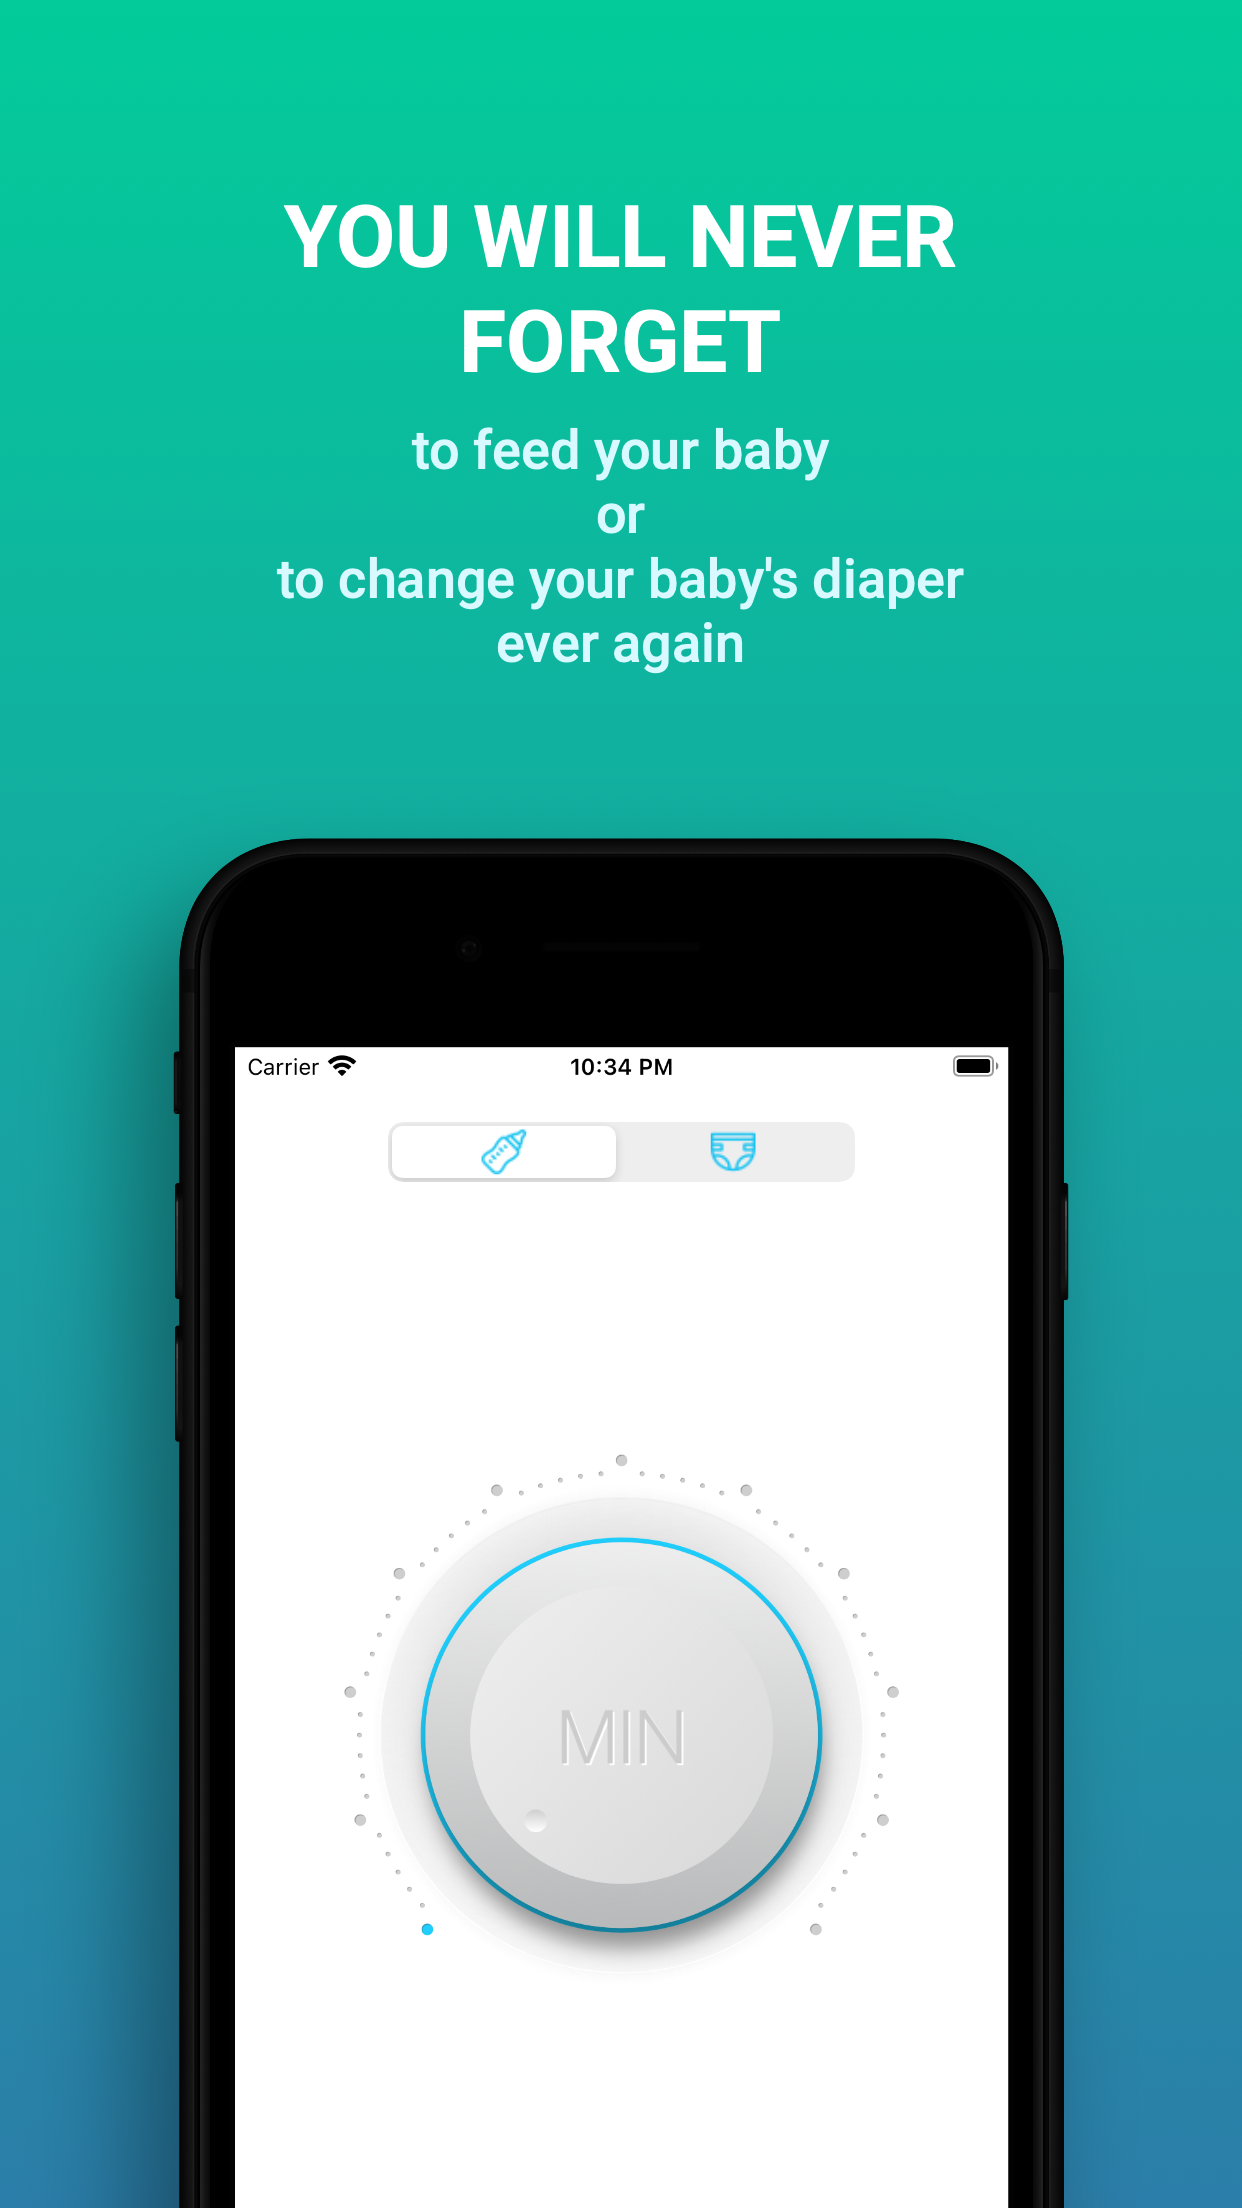 YOU WILL NEVER
FORGET
to feed your baby
or
to change your baby's diaper
ever again
Carrier 10:34 PM
MIN